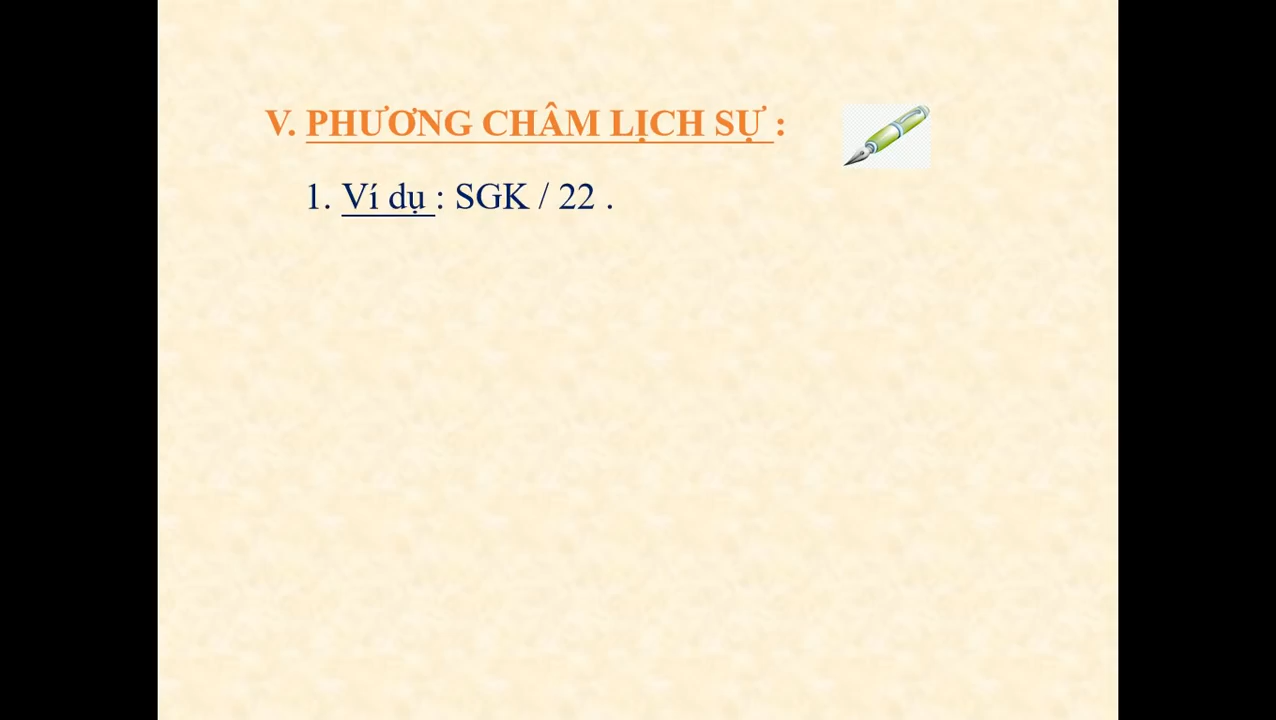 V. PHƯƠNG CHÂM LỊCH SỰ :
1. Ví dụ : SGK / 22 .